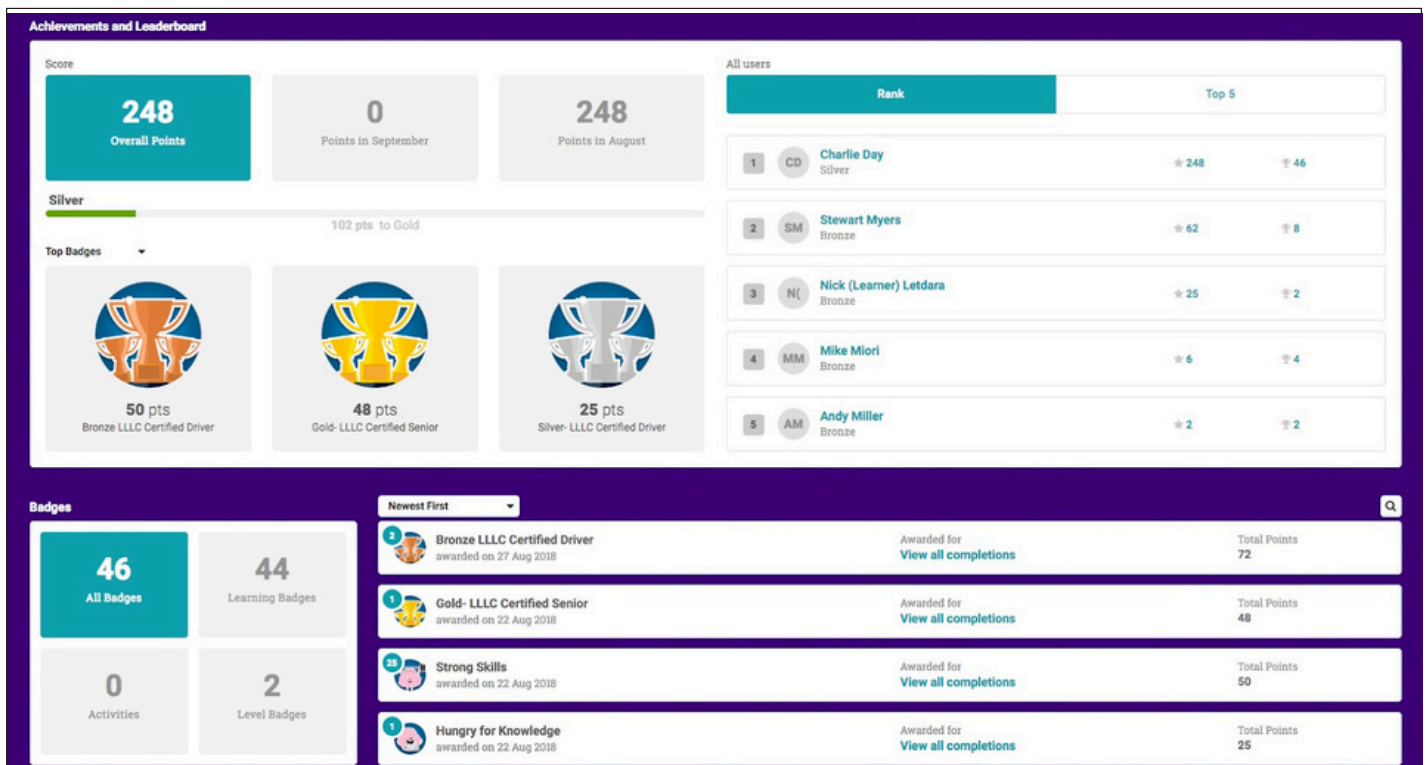 Achievements and Leaderboard
Score
248
Overall Points
0
Points in September
248
Points in August
Silver
102 pts to Gold
Top Badges
50 pts
Bronze LLLC Certified Driver
48 pts
Gold- LLLC Certified Senior
25 pts
Silver- LLLC Certified Driver
All users
Rank
Top 5
1 CD Charlie Day 248 46
Silver
2 SM Stewart Myers 62 8
Bronze
3 N( Nick (Learner) Letdara 25 2
Bronze
4 MM Mike Miori 6 4
Bronze
5 AM Andy Miller 2 2
Bronze
Badges
46
All Badges
44
Learning Badges
0
Activities
2
Level Badges
Newest First
2 Bronze LLLC Certified Driver Awarded for Total Points
awarded on 27 Aug 2018 View all completions 72
1 Gold- LLLC Certified Senior Awarded for Total Points
awarded on 22 Aug 2018 View all completions 48
25 Strong Skills Awarded for Total Points
awarded on 22 Aug 2018 View all completions 50
1 Hungry for Knowledge Awarded for Total Points
awarded on 22 Aug 2018 View all completions 25